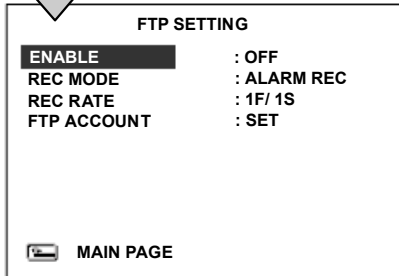 FTP SETTING
ENABLE : OFF
REC MODE : ALARM REC
REC RATE : 1F/ 1S
FTP ACCOUNT : SET
MAIN PAGE